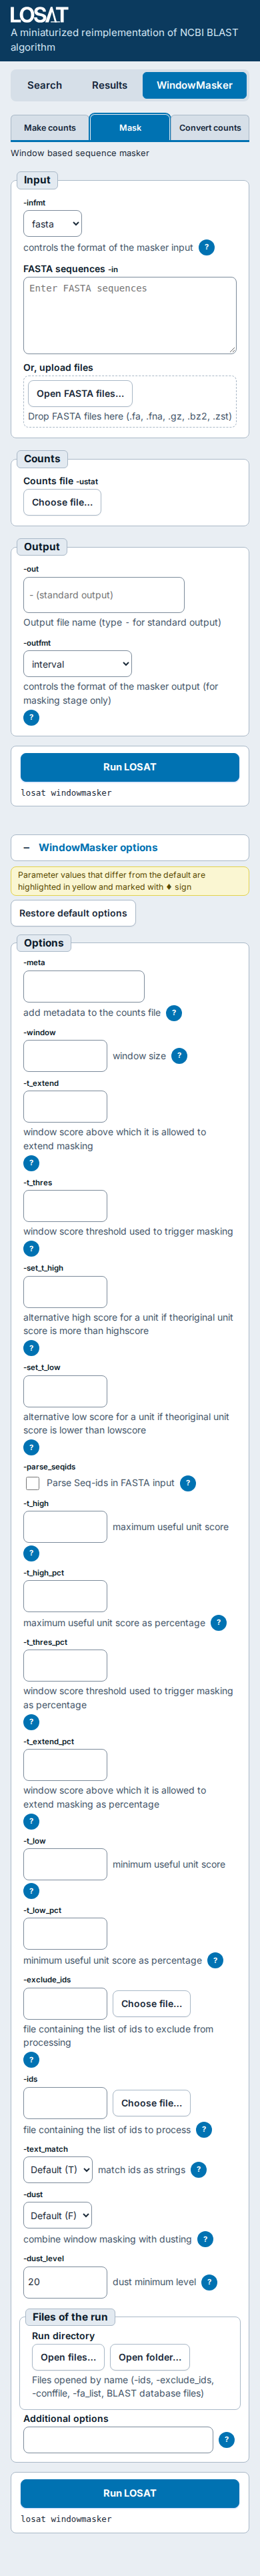 LOSAT
A miniaturized reimplementation of NCBI BLAST
algorithm
Search Results WindowMasker
Make counts Mask Convert counts
Window based sequence masker
Input
-infmt
fasta
controls the format of the masker input ?
FASTA sequences -in
Enter FASTA sequences
Or, upload files
Open FASTA files...
Drop FASTA files here (.fa, .fna, .gz, .bz2, .zst)
Counts
Counts file -ustat
Choose file...
Output
-out
- (standard output)
Output file name (type - for standard output)
-outfmt
interval
controls the format of the masker output (for
masking stage only)
?
Run LOSAT
losat windowmasker
− WindowMasker options
Parameter values that differ from the default are
highlighted in yellow and marked with ♦ sign
Restore default options
Options
-meta
add metadata to the counts file ?
-window
window size ?
-t_extend
window score above which it is allowed to
extend masking
?
-t_thres
window score threshold used to trigger masking
?
-set_t_high
alternative high score for a unit if theoriginal unit
score is more than highscore
?
-set_t_low
alternative low score for a unit if theoriginal unit
score is lower than lowscore
?
-parse_seqids
Parse Seq-ids in FASTA input ?
-t_high
maximum useful unit score
?
-t_high_pct
maximum useful unit score as percentage ?
-t_thres_pct
window score threshold used to trigger masking
as percentage
?
-t_extend_pct
window score above which it is allowed to
extend masking as percentage
?
-t_low
minimum useful unit score
?
-t_low_pct
minimum useful unit score as percentage ?
-exclude_ids
Choose file...
file containing the list of ids to exclude from
processing
?
-ids
Choose file...
file containing the list of ids to process ?
-text_match
Default (T) match ids as strings ?
-dust
Default (F)
combine window masking with dusting ?
-dust_level
20 dust minimum level ?
Files of the run
Run directory
Open files... Open folder...
Files opened by name (-ids, -exclude_ids,
-conffile, -fa_list, BLAST database files)
Additional options
?
Run LOSAT
losat windowmasker